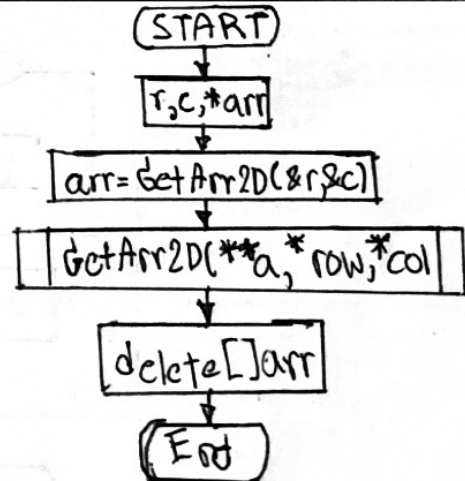 START
r,c,*arr
arr=GetArr2D(&r,&c)
GetArr2D(**a,*row,*col
delete[]arr
End